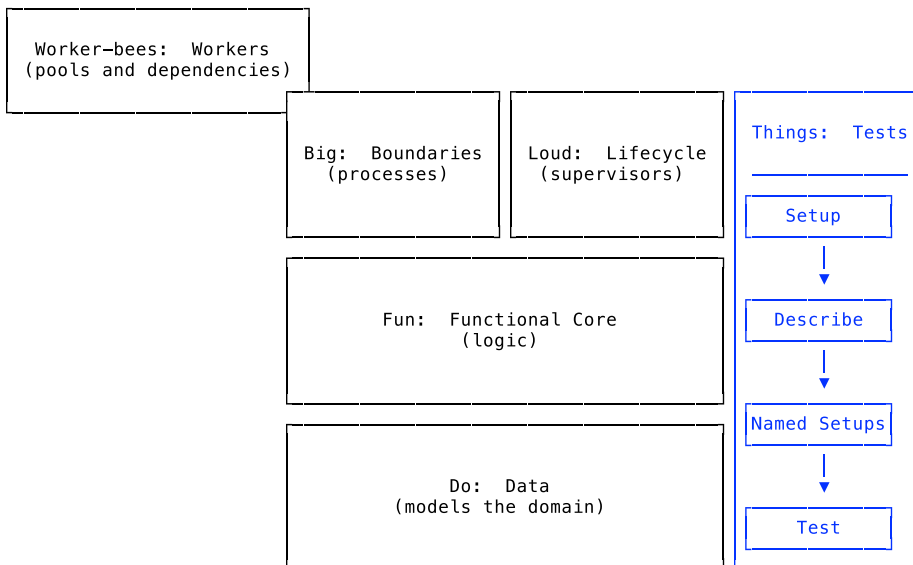 Worker-bees:  Workers
(pools and dependencies)
Big:  Boundaries
(processes)
Loud:  Lifecycle
(supervisors)
Things:  Tests
Setup
Describe
Named Setups
Test
Fun:  Functional Core
(logic)
Do:  Data
(models the domain)